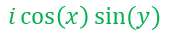 i cos(x) sin(y)